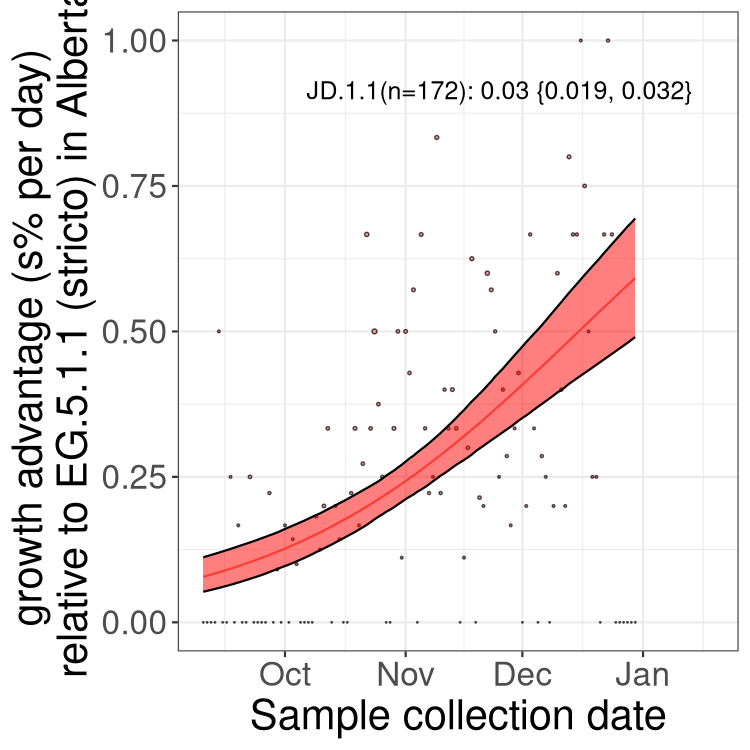 growth advantage (s% per day)
relative to EG.5.1.1 (stricto) in Alberta
1.00
0.75
0.50
0.25
0.00
JD.1.1(n=172): 0.03 {0.019, 0.032}
Oct Nov Dec Jan
Sample collection date